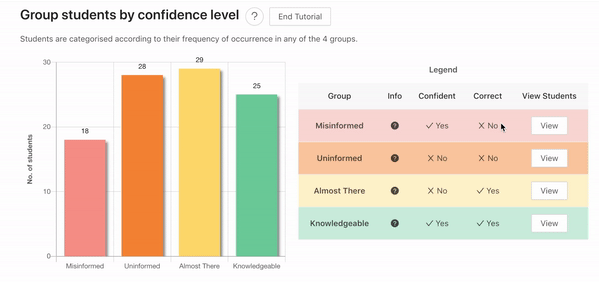 Group students by confidence level ? End Tutorial
Students are categorised according to their frequency of occurrence in any of the 4 groups.
No. of students
30
20
10
0
18
28
29
25
Misinformed Uninformed Almost There Knowledgeable
Legend
Group Info Confident Correct View Students
Misinformed ? ✓ Yes X No View
Uninformed ? X No X No View
Almost There ? X No ✓ Yes View
Knowledgeable ? ✓ Yes ✓ Yes View